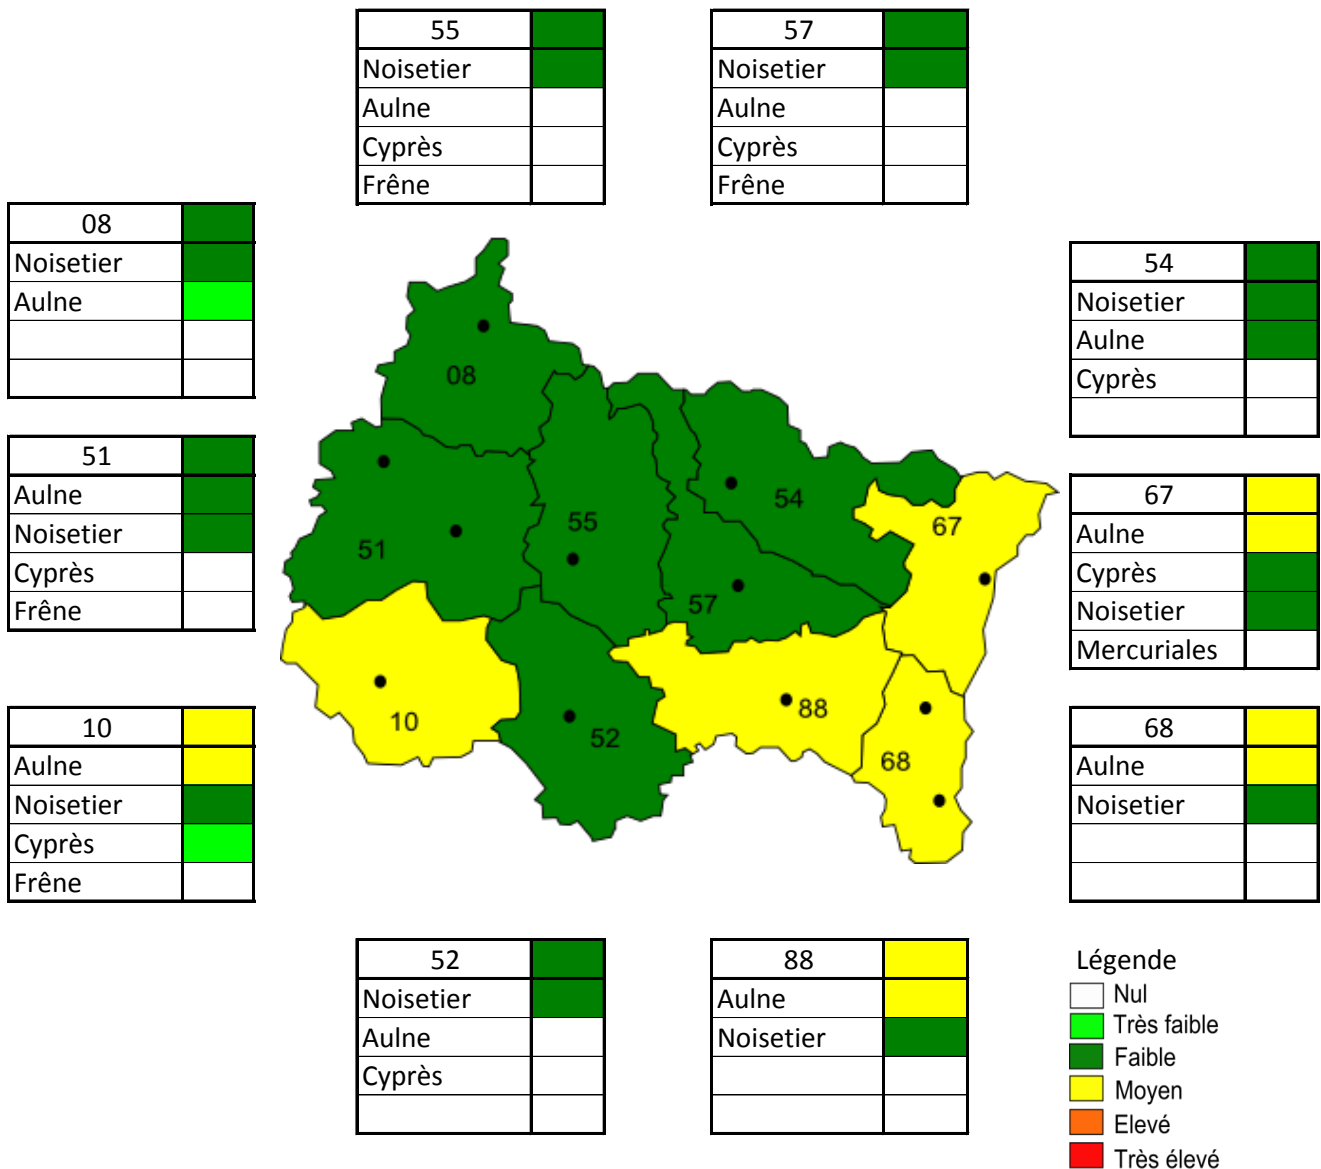 55
Noisetier
Aulne
Cyprès
Frêne
57
Noisetier
Aulne
Cyprès
Frêne
08
Noisetier
Aulne
54
Noisetier
Aulne
Cyprès
51
Aulne
Noisetier
Cyprès
Frêne
67
Aulne
Cyprès
Noisetier
Mercuriales
10
Aulne
Noisetier
Cyprès
Frêne
68
Aulne
Noisetier
08
54
55
67
51
57
88
10
52
68
52
Noisetier
Aulne
Cyprès
88
Aulne
Noisetier
Légende
Nul
Très faible
Faible
Moyen
Elevé
Très élevé